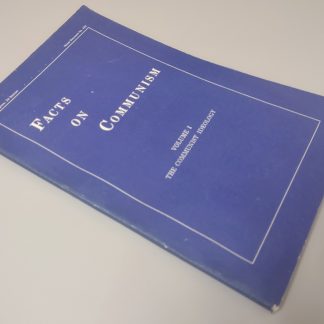 FACTS
ON
COMMUNISM
VOLUME I
THE COMMUNIST IDEOLOGY